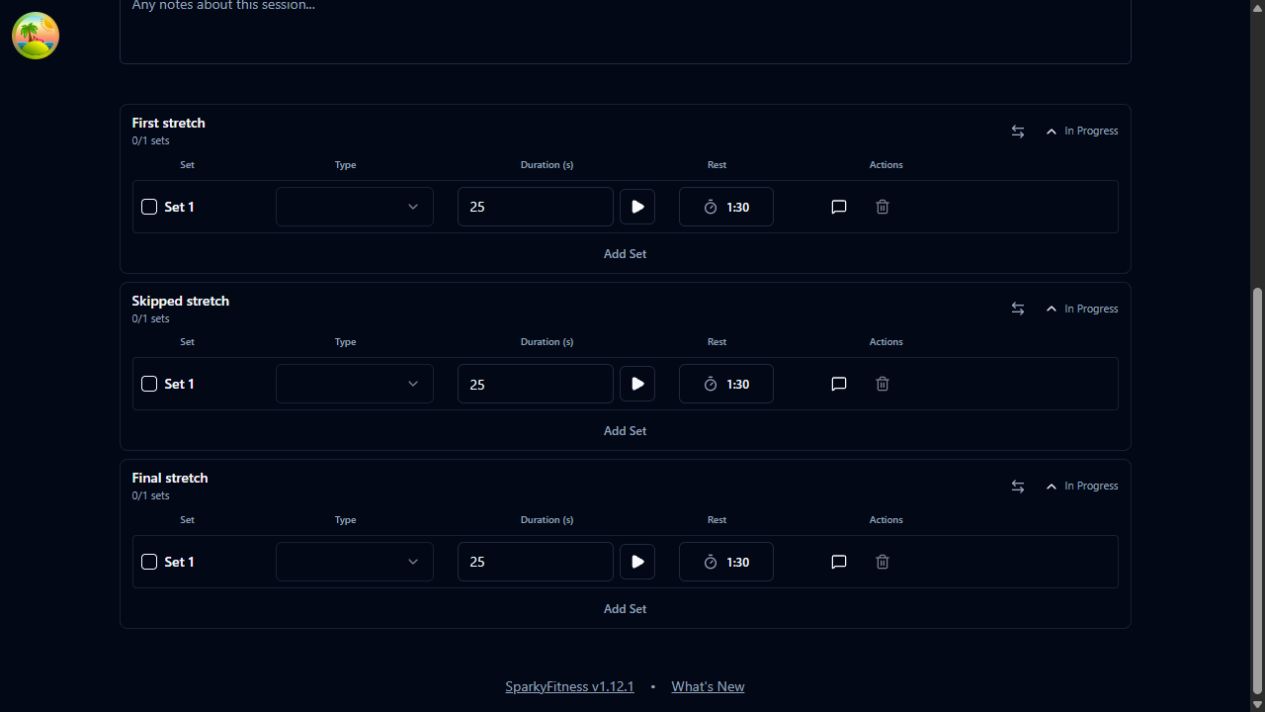 Any notes about this session...
First stretch
0/1 sets
In Progress
Set Type Duration (s) Rest Actions
Set 1 25 1:30
Add Set
Skipped stretch
0/1 sets
In Progress
Set Type Duration (s) Rest Actions
Set 1 25 1:30
Add Set
Final stretch
0/1 sets
In Progress
Set Type Duration (s) Rest Actions
Set 1 25 1:30
Add Set
SparkyFitness v1.12.1 • What's New